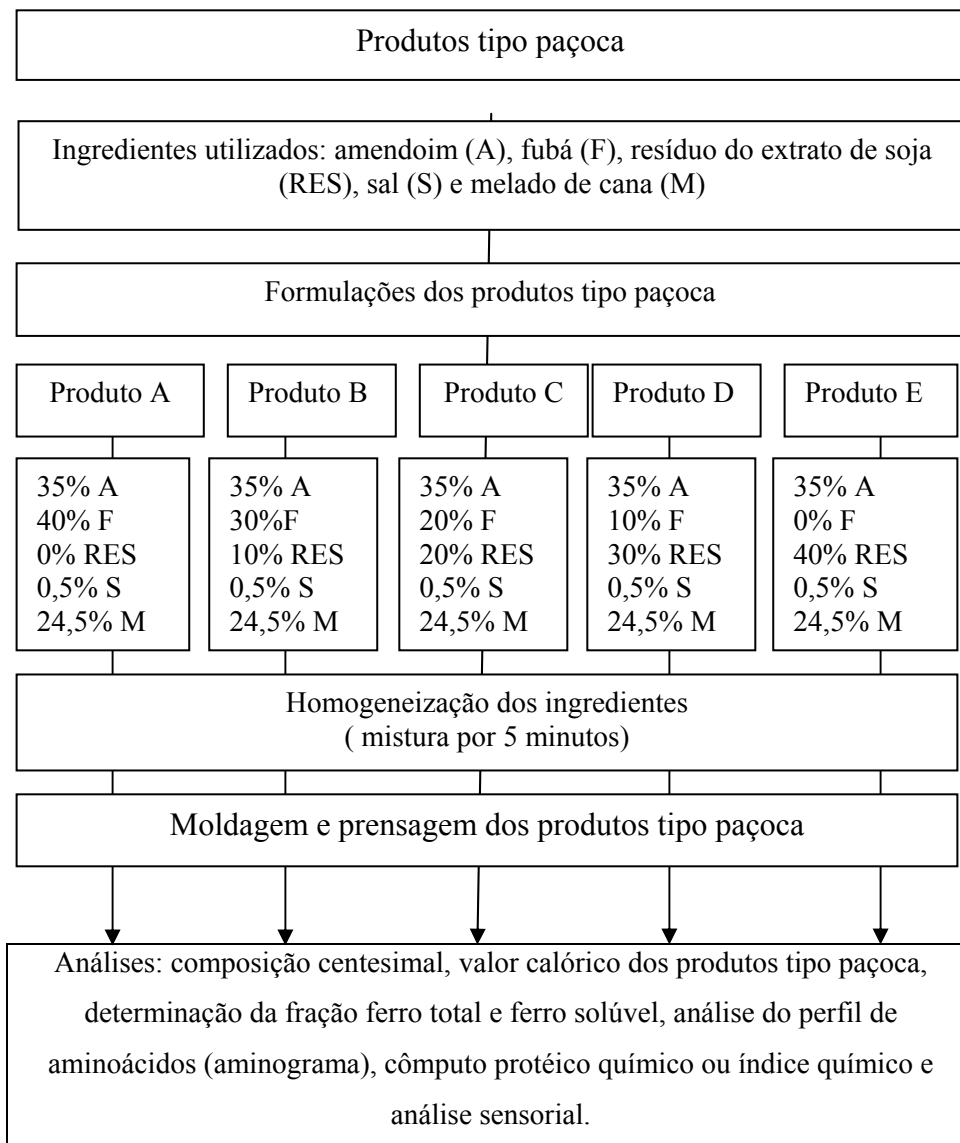 Produtos tipo paçoca
Ingredientes utilizados: amendoim (A), fubá (F), resíduo do extrato de soja
(RES), sal (S) e melado de cana (M)
Formulações dos produtos tipo paçoca
Produto A
Produto B
Produto C
Produto D
Produto E
35% A
40% F
0% RES
0,5% S
24,5% M
35% A
30%F
10% RES
0,5% S
24,5% M
35% A
20% F
20% RES
0,5% S
24,5% M
35% A
10% F
30% RES
0,5% S
24,5% M
35% A
0% F
40% RES
0,5% S
24,5% M
Homogeneização dos ingredientes
( mistura por 5 minutos)
Moldagem e prensagem dos produtos tipo paçoca
Análises: composição centesimal, valor calórico dos produtos tipo paçoca,
determinação da fração ferro total e ferro solúvel, análise do perfil de
aminoácidos (aminograma), cômputo protéico químico ou índice químico e
análise sensorial.